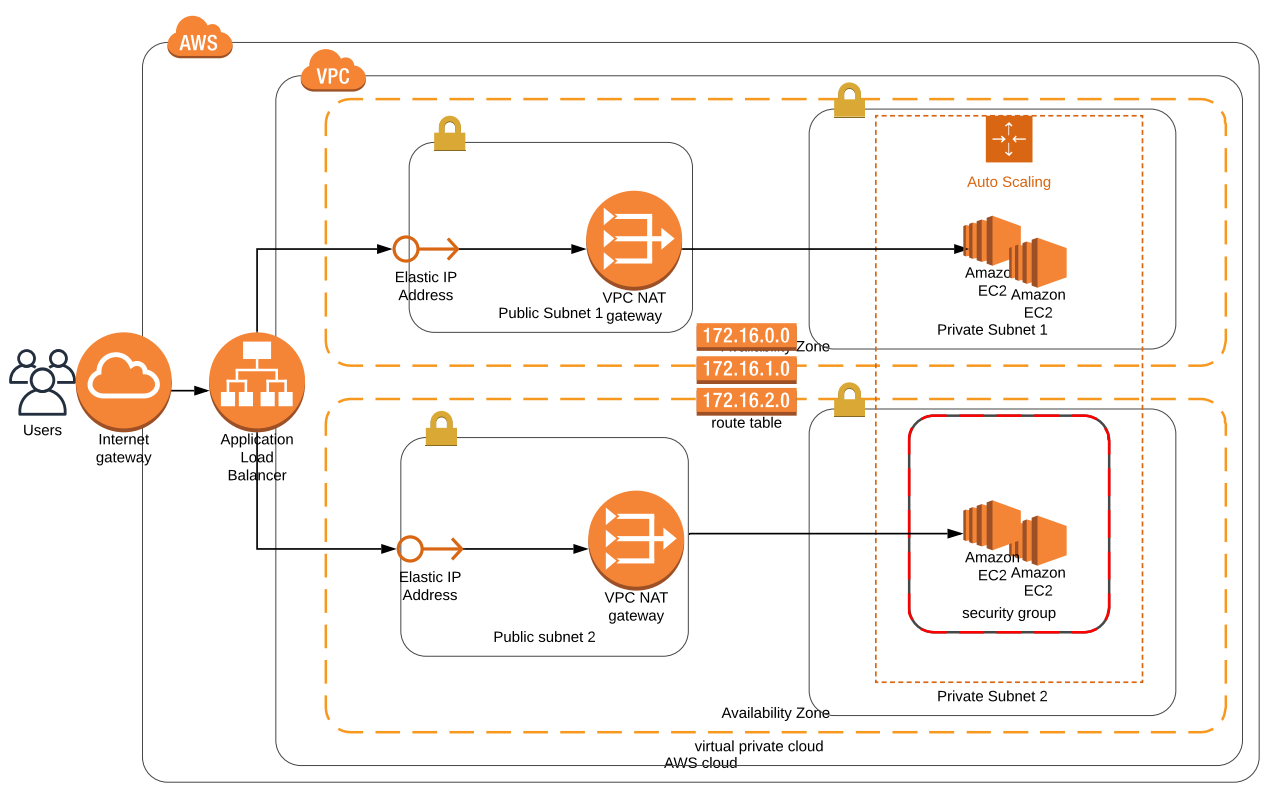 AWS
VPC
Auto Scaling
Elastic IP
Address
Public Subnet 1
VPC NAT
gateway
Amazon
EC2
Amazon
EC2
Private Subnet 1
172.16.0.0
Zone
172.16.1.0
172.16.2.0
route table
Users
Internet
gateway
Application
Load
Balancer
Elastic IP
Address
VPC NAT
gateway
Public subnet 2
Amazon
EC2
Amazon
EC2
security group
Private Subnet 2
Availability Zone
virtual private cloud
AWS cloud